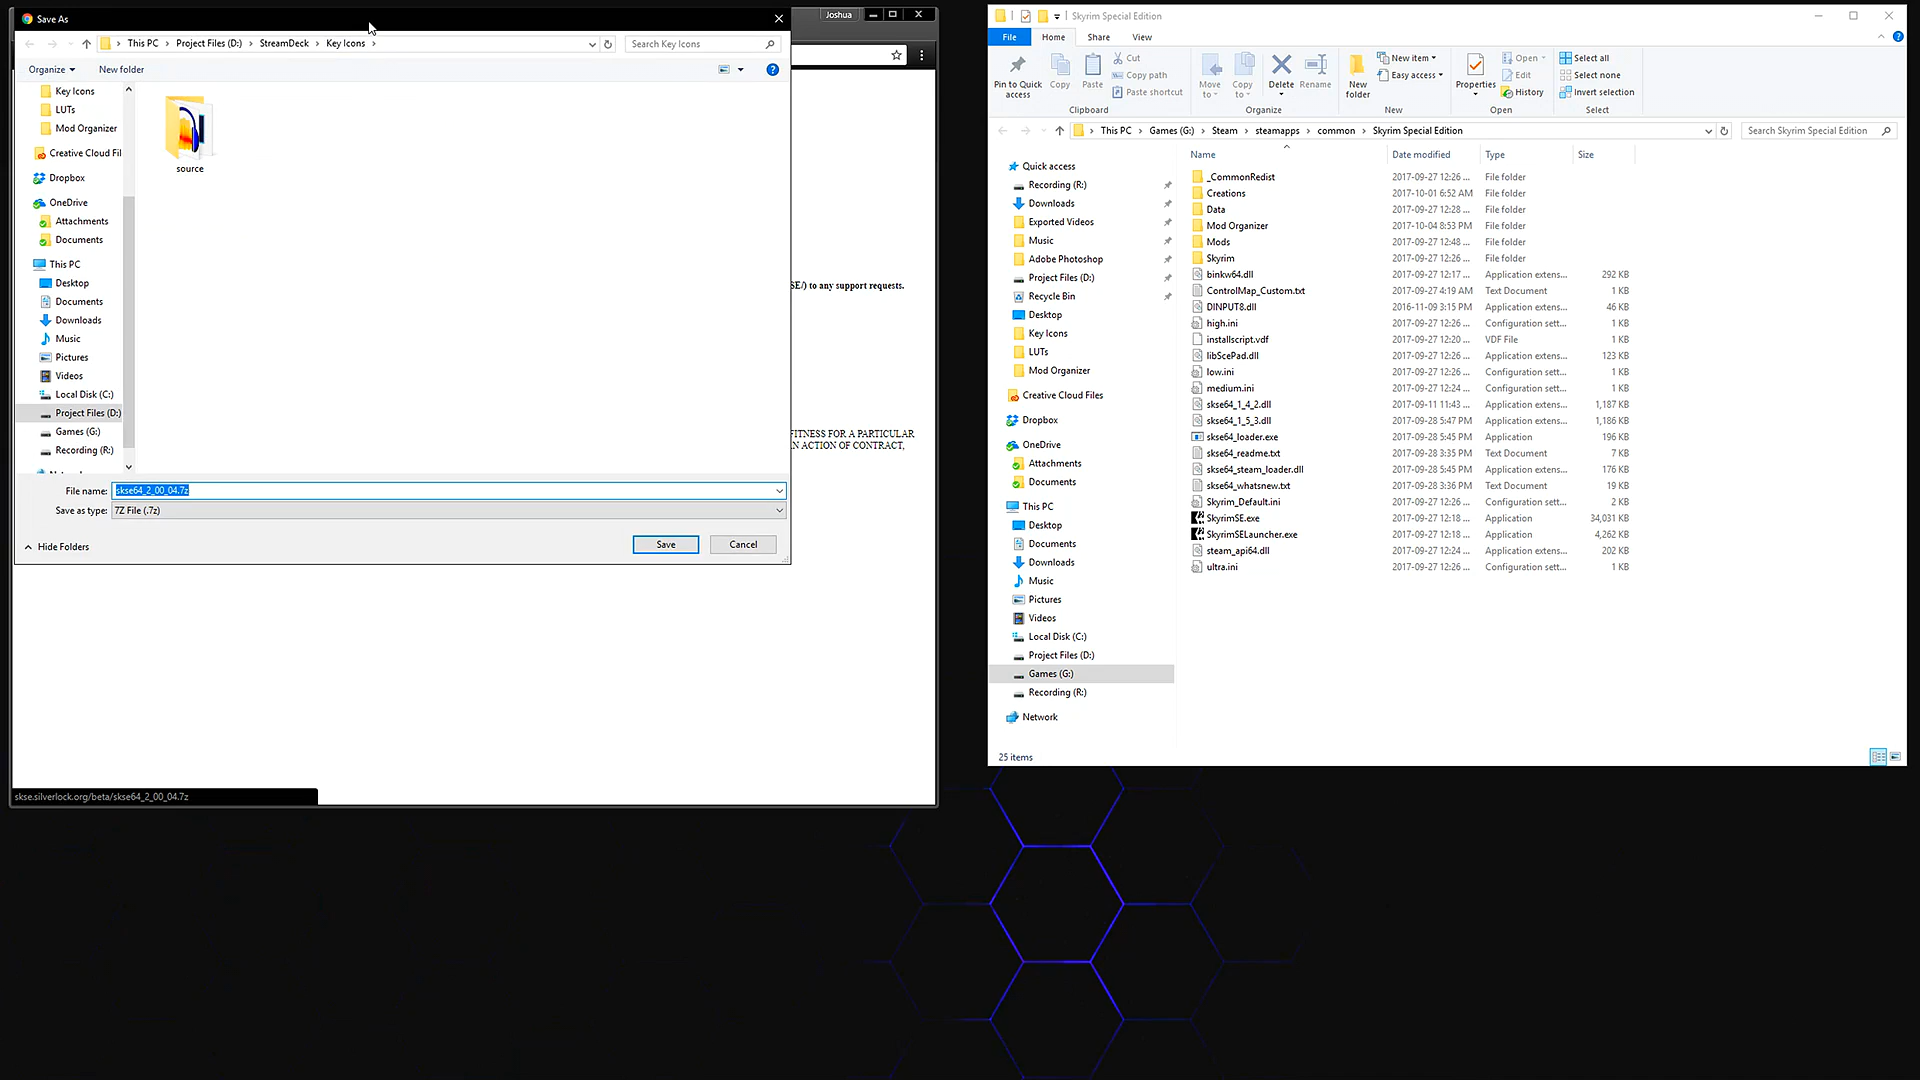 Save As
Joshua
This PC > Project Files (D:) > StreamDeck > Key Icons >
Search Key Icons
Organize
New folder
Key Icons
LUTs
Mod Organizer
Creative Cloud Fil
Dropbox
OneDrive
Attachments
Documents
This PC
Desktop
Documents
Downloads
Music
Pictures
Videos
Local Disk (C:)
Project Files (D:)
Games (G:)
Recording (R:)
source
SE/) to any support requests.
FITNESS FOR A PARTICULAR
N ACTION OF CONTRACT,
File name: skse64_2_00_04.7z
Save as type: 7Z File (.7z)
Hide Folders
Save
Cancel
skse.silverlock.org/beta/skse64_2_00_04.7z
Skyrim Special Edition
File
Home
Share
View
Pin to Quick access
Copy
Paste
Cut
Copy path
Paste shortcut
Clipboard
Move to
Copy to
Delete
Rename
Organize
New folder
New item
Easy access
New
Properties
Open
Edit
History
Open
Select all
Select none
Invert selection
Select
This PC > Games (G:) > Steam > steamapps > common > Skyrim Special Edition
Search Skyrim Special Edition
Quick access
Recording (R:)
Downloads
Exported Videos
Music
Adobe Photoshop
Project Files (D:)
Recycle Bin
Desktop
Key Icons
LUTs
Mod Organizer
Creative Cloud Files
Dropbox
OneDrive
Attachments
Documents
This PC
Desktop
Documents
Downloads
Music
Pictures
Videos
Local Disk (C:)
Project Files (D:)
Games (G:)
Recording (R:)
Network
Name Date modified Type Size
_CommonRedist 2017-09-27 12:26 ... File folder
Creations 2017-10-01 6:52 AM File folder
Data 2017-09-27 12:28 ... File folder
Mod Organizer 2017-10-04 8:53 PM File folder
Mods 2017-09-27 12:48 ... File folder
Skyrim 2017-09-27 12:26 ... File folder
binkw64.dll 2017-09-27 12:17 ... Application extens... 292 KB
ControlMap_Custom.txt 2017-09-27 4:19 AM Text Document 1 KB
DINPUT8.dll 2016-11-09 3:15 PM Application extens... 46 KB
high.ini 2017-09-27 12:26 ... Configuration sett... 1 KB
installscript.vdf 2017-09-27 12:20 ... VDF File 1 KB
libScePad.dll 2017-09-27 12:26 ... Application extens... 123 KB
low.ini 2017-09-27 12:26 ... Configuration sett... 1 KB
medium.ini 2017-09-27 12:24 ... Configuration sett... 1 KB
skse64_1_4_2.dll 2017-09-11 11:43 ... Application extens... 1,187 KB
skse64_1_5_3.dll 2017-09-28 5:47 PM Application extens... 1,186 KB
skse64_loader.exe 2017-09-28 5:45 PM Application 196 KB
skse64_readme.txt 2017-09-28 3:35 PM Text Document 7 KB
skse64_steam_loader.dll 2017-09-28 5:45 PM Application extens... 176 KB
skse64_whatsnew.txt 2017-09-28 3:36 PM Text Document 19 KB
Skyrim_Default.ini 2017-09-27 12:26 ... Configuration sett... 2 KB
SkyrimSE.exe 2017-09-27 12:18 ... Application 34,031 KB
SkyrimSELauncher.exe 2017-09-27 12:18 ... Application 4,262 KB
steam_api64.dll 2017-09-27 12:24 ... Application extens... 202 KB
ultra.ini 2017-09-27 12:26 ... Configuration sett... 1 KB
25 items